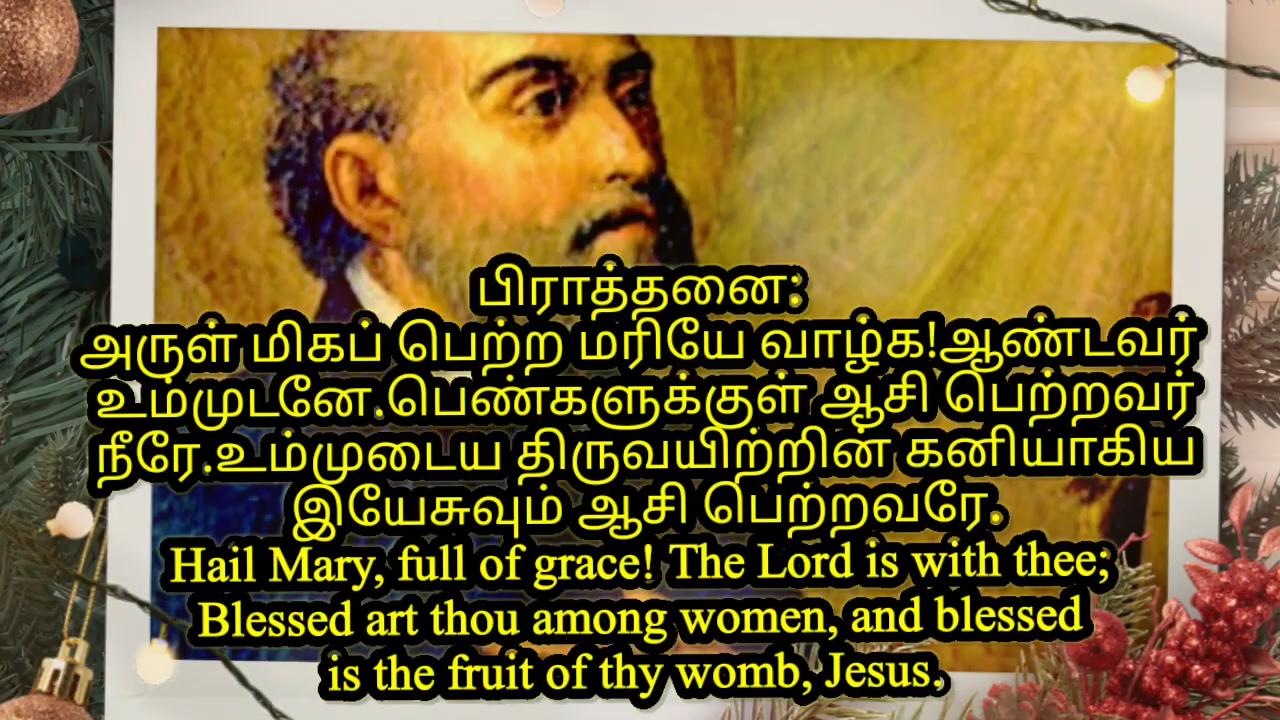 பிராத்தனை:
அருள் மிகப் பெற்ற மரியே வாழ்க!ஆண்டவர்
உம்முடனே.பெண்களுக்குள் ஆசி பெற்றவர்
நீரே.உம்முடைய திருவயிற்றின் கனியாகிய
இயேசுவும் ஆசி பெற்றவரே.
Hail Mary, full of grace! The Lord is with thee;
Blessed art thou among women, and blessed
is the fruit of thy womb, Jesus.